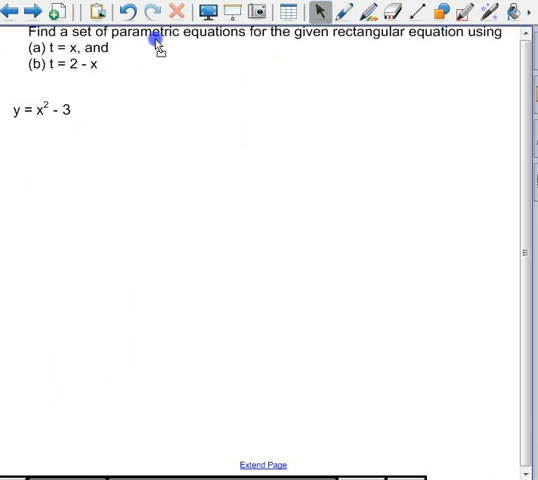 Find a set of parametric equations for the given rectangular equation using
(a) t = x, and
(b) t = 2 - x
y = x² - 3
Extend Page